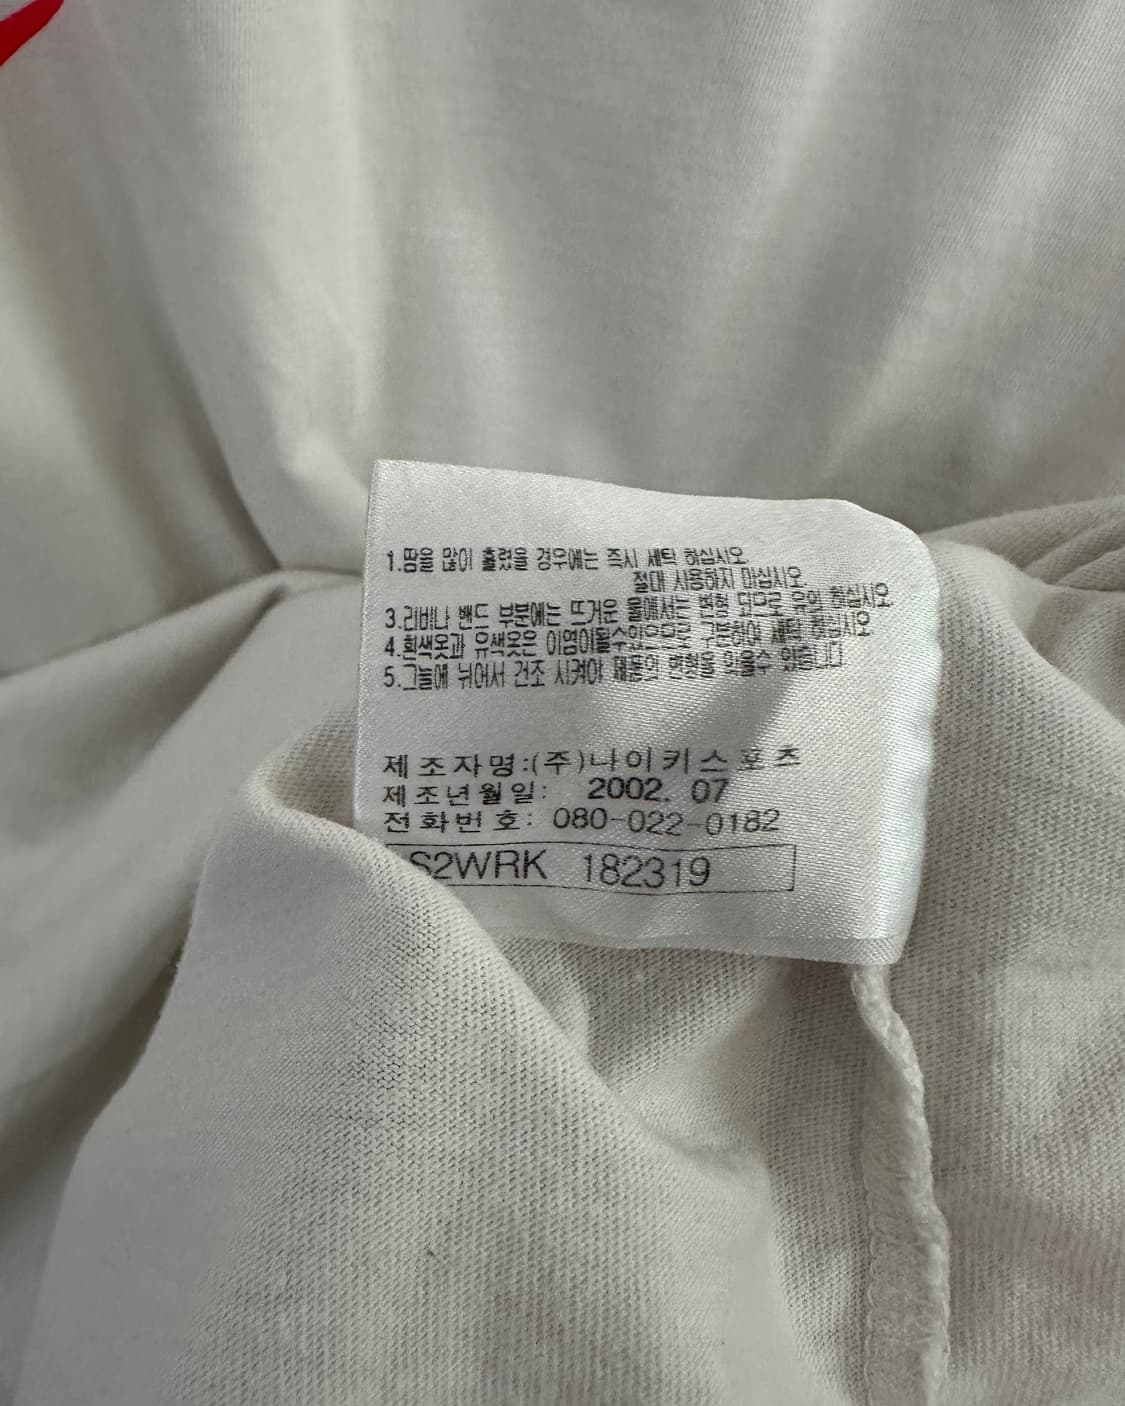 1.땀을 많이 흘렸을 경우에는 즉시 세탁 하십시오.
절대 사용하지 마십시오.
3.리비나 밴드 부분에는 뜨거운 물에서는 변형 되므로 유의 하십시오
4.흰색옷과 유색옷은 이염이될수있으므로 구분하여 세탁 하십시오
5.그늘에 뉘어서 건조 시켜야 제품의 변형을 막을수 있습니다
제조자명:(주)나이키스포츠
제조년월일: 2002. 07
전화번호: 080-022-0182
S2WRK 182319